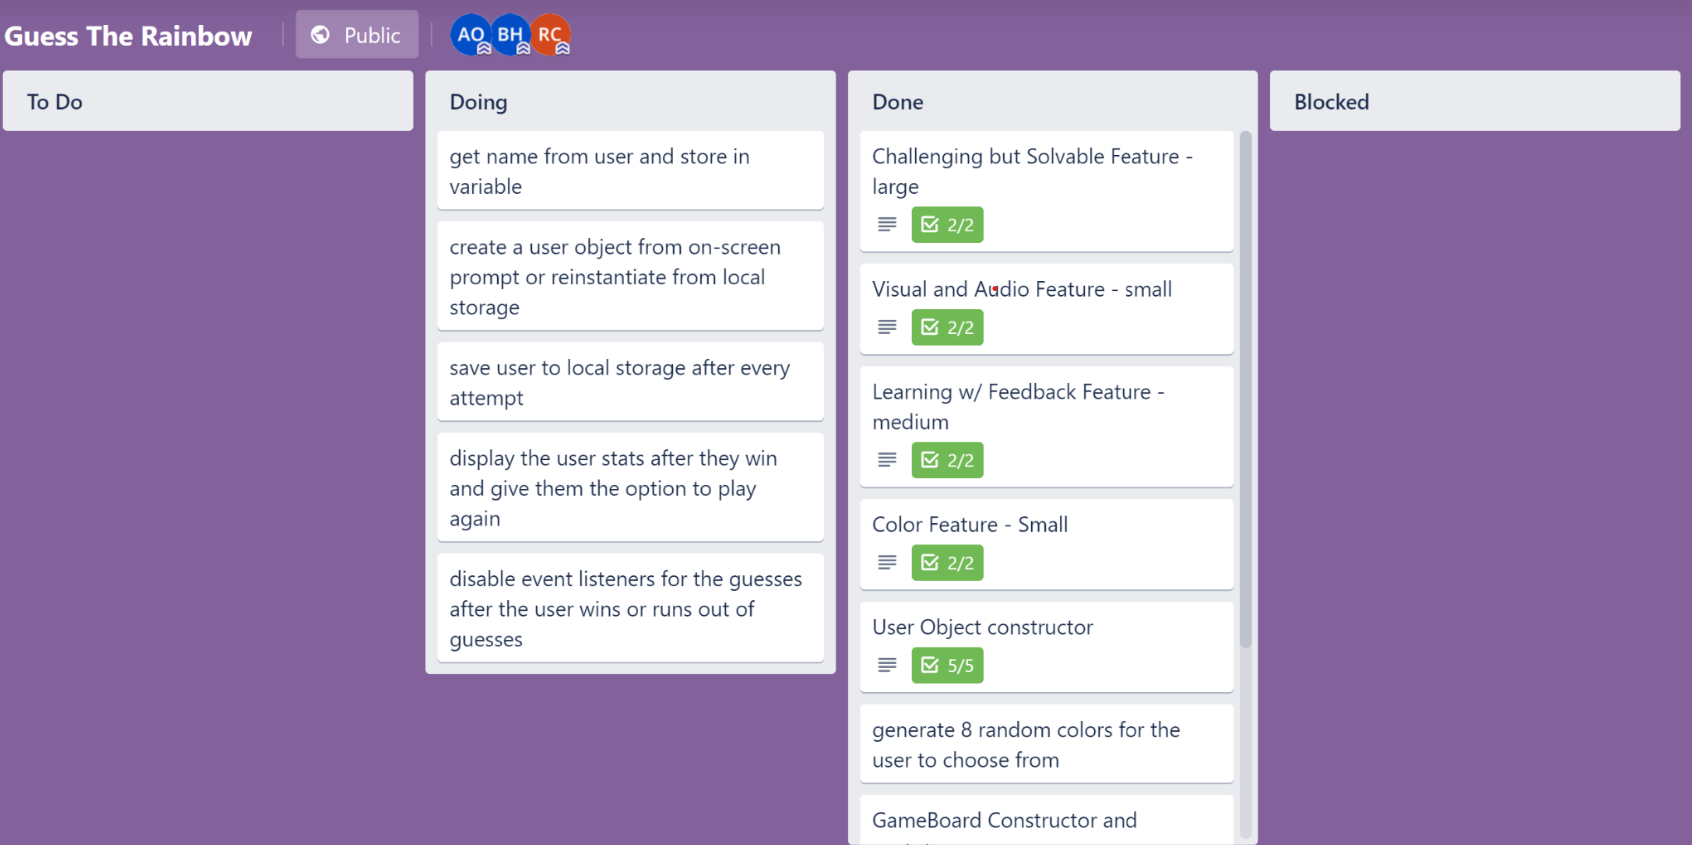 Guess The Rainbow
Public
AO BH RC
To Do
Doing
get name from user and store in
variable
create a user object from on-screen
prompt or reinstantiate from local
storage
save user to local storage after every
attempt
display the user stats after they win
and give them the option to play
again
disable event listeners for the guesses
after the user wins or runs out of
guesses
Done
Challenging but Solvable Feature -
large
2/2
Visual and Audio Feature - small
2/2
Learning w/ Feedback Feature -
medium
2/2
Color Feature - Small
2/2
User Object constructor
5/5
generate 8 random colors for the
user to choose from
GameBoard Constructor and
Blocked